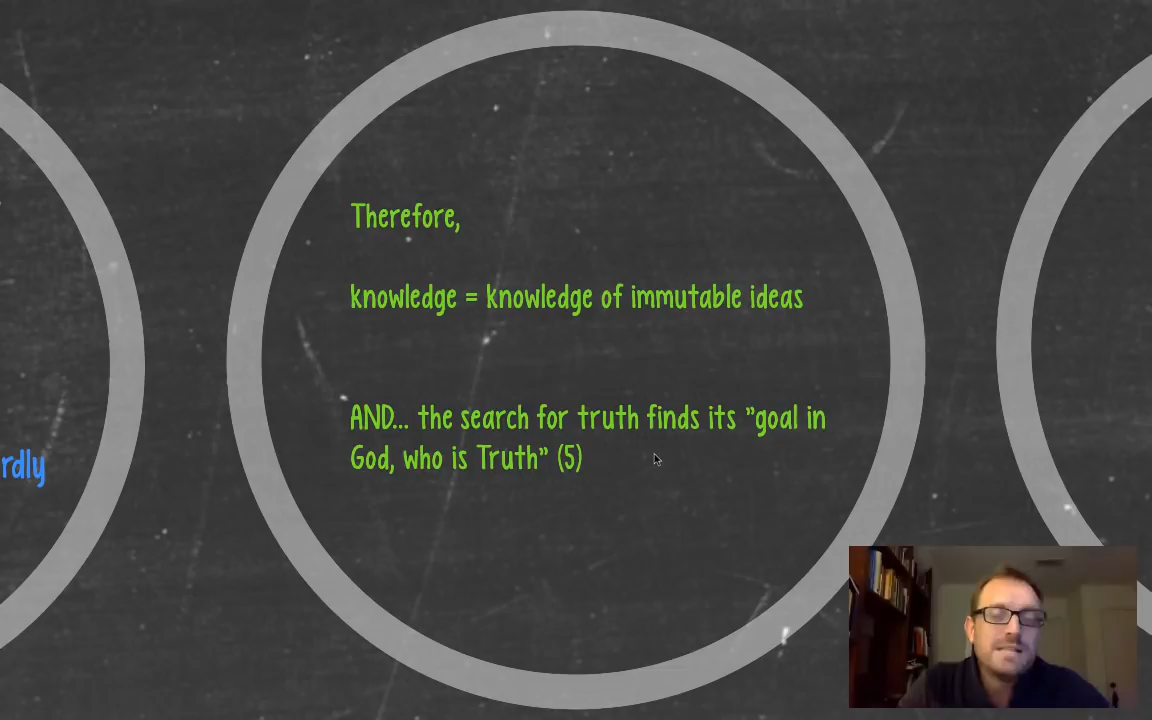 Therefore,
knowledge = knowledge of immutable ideas
AND... the search for truth finds its "goal in
God, who is Truth" (5)
rdly